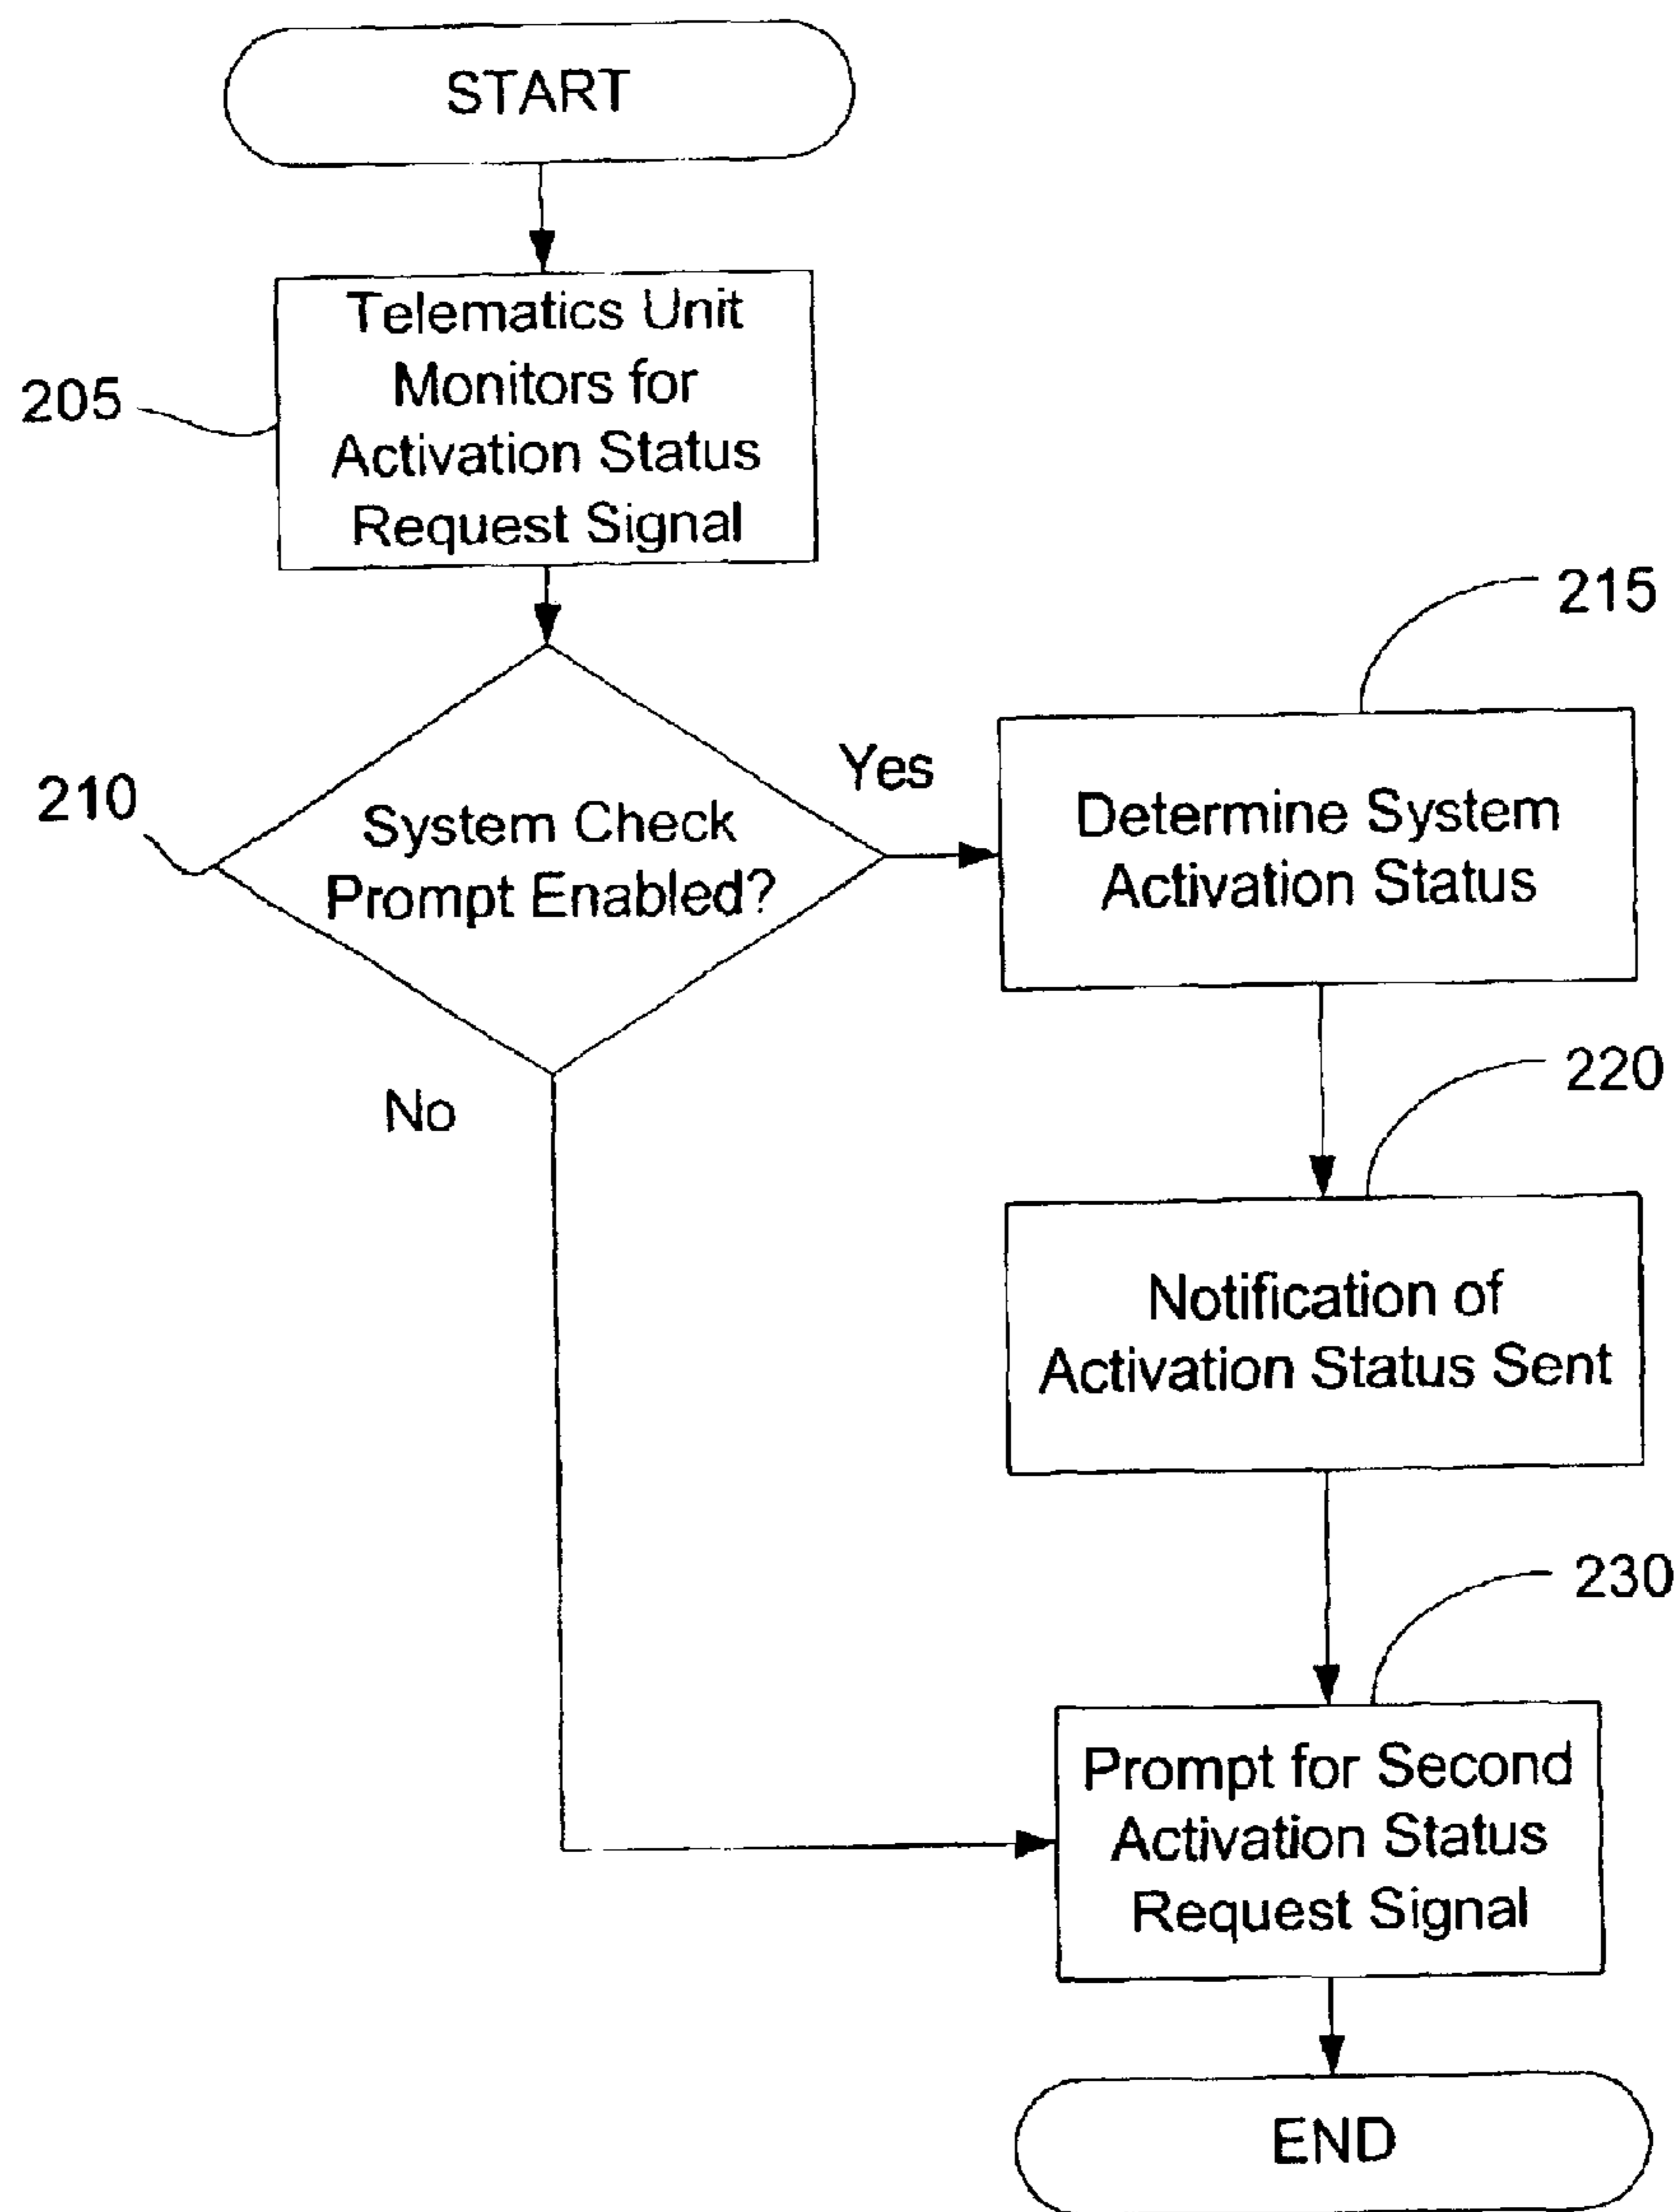 START
Telematics Unit
Monitors for
Activation Status
Request Signal
205
System Check
Prompt Enabled?
210
Yes
No
215
Determine System
Activation Status
220
Notification of
Activation Status Sent
230
Prompt for Second
Activation Status
Request Signal
END